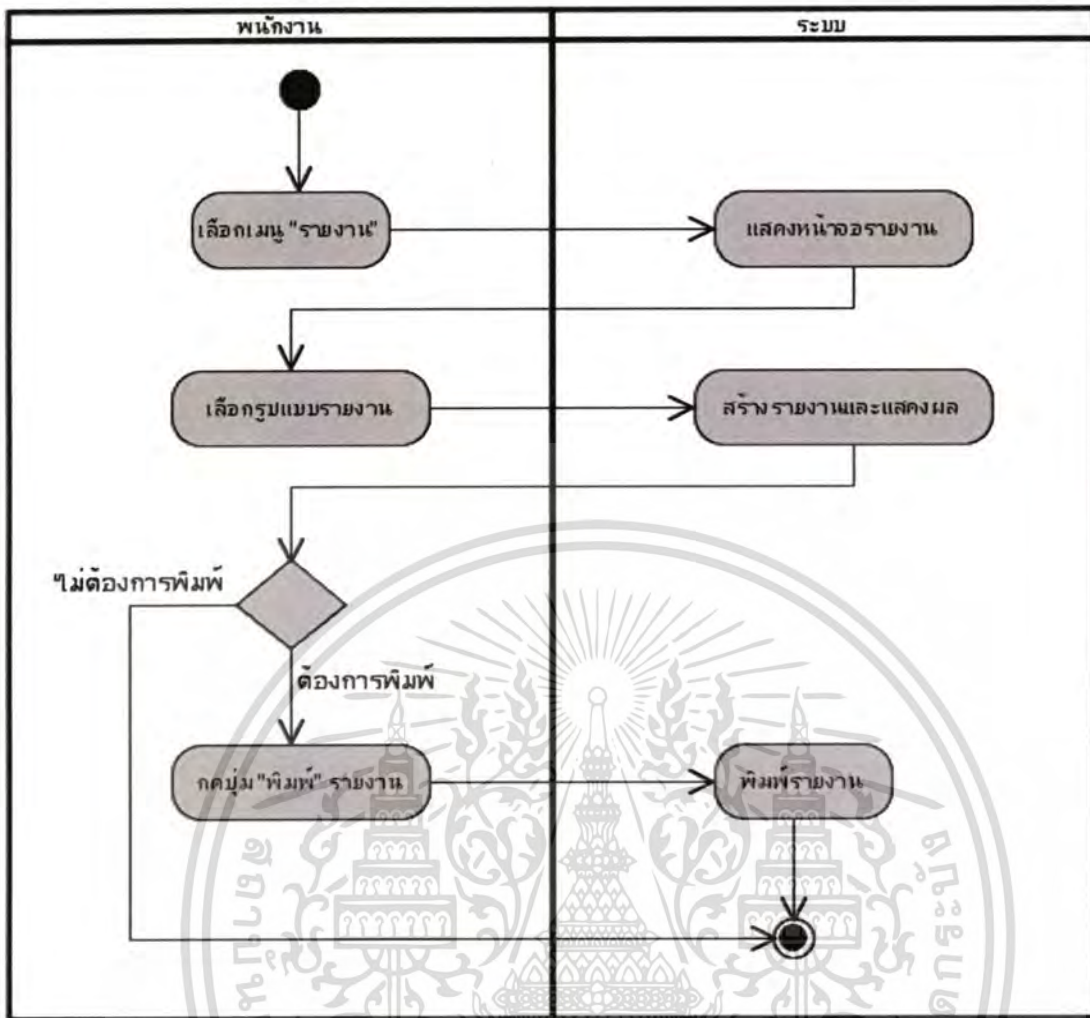 พนักงาน
ระบบ
เลือกเมนู "รายงาน"
แสดงหน้าจอรายงาน
เลือกรูปแบบรายงาน
สร้างรายงานและแสดงผล
"ไม่ต้องการพิมพ์
ต้องการพิมพ์
กดปุ่ม "พิมพ์" รายงาน
พิมพ์รายงาน